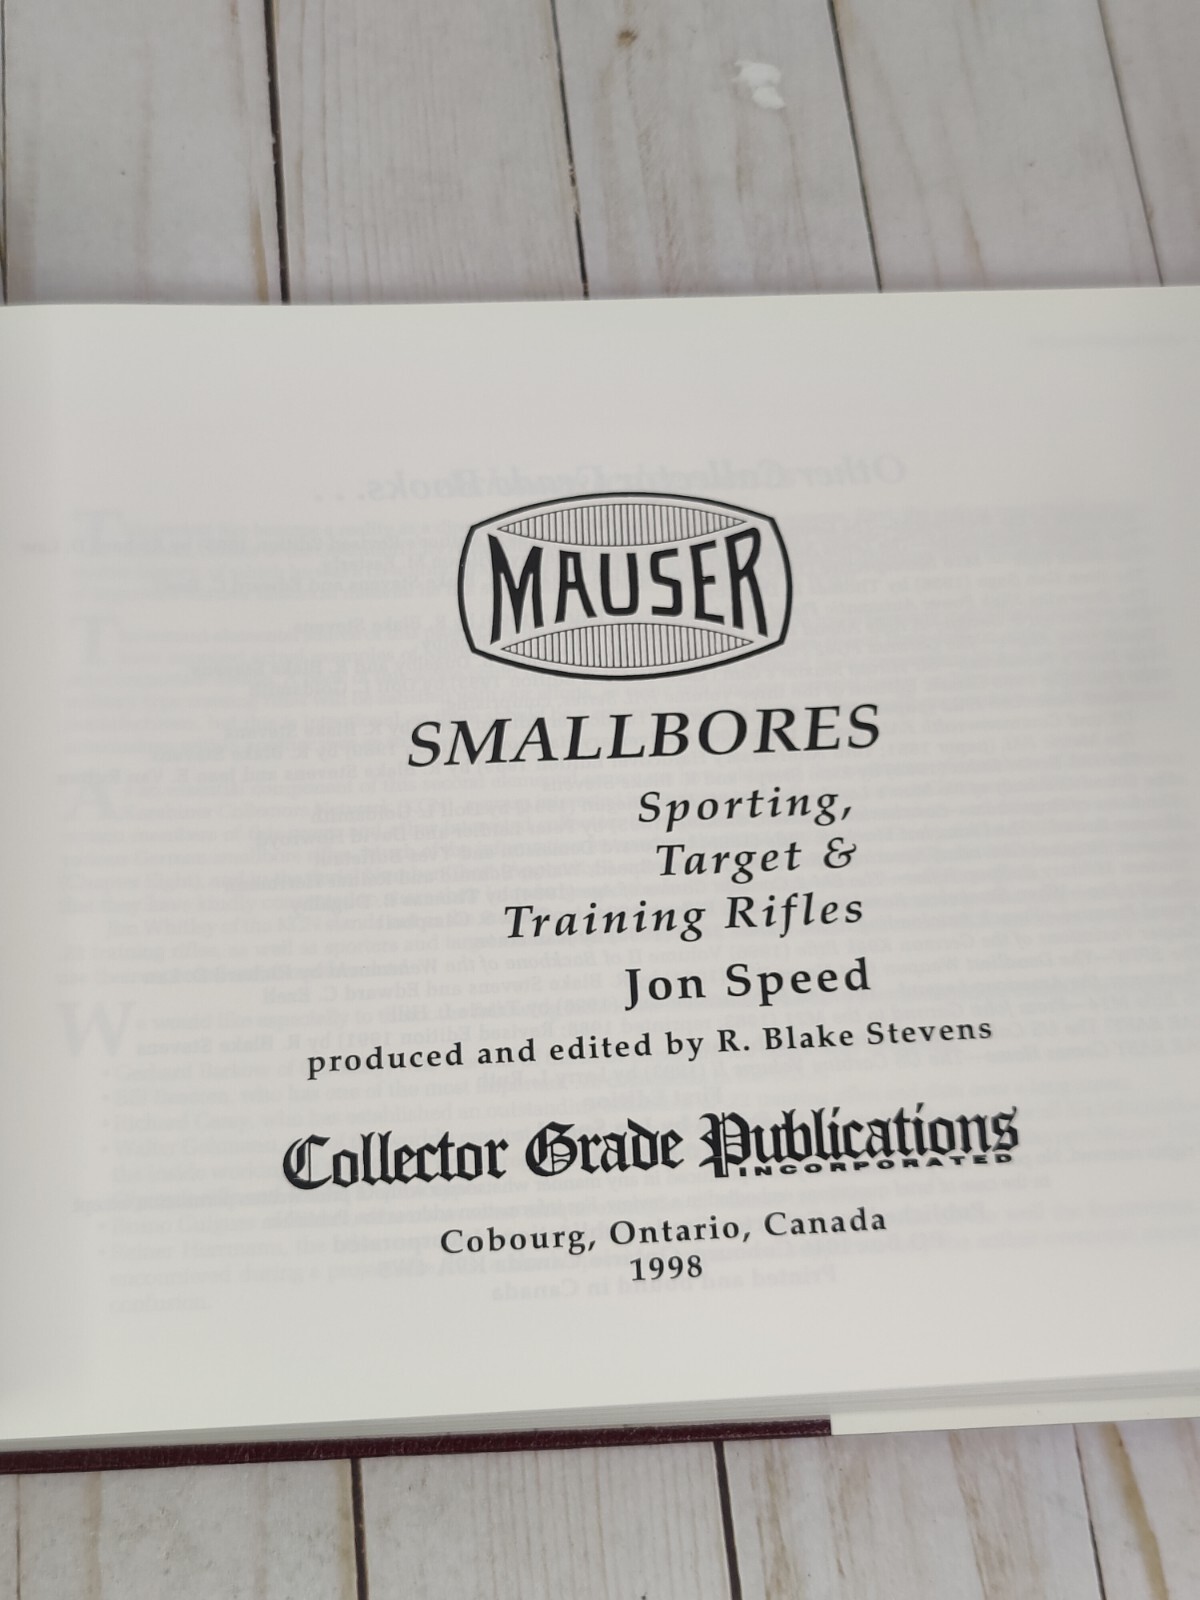 MAUSER
SMALLBORES
Sporting,
Target &
Training Rifles
Jon Speed
produced and edited by R. Blake Stevens
Collector Grade Publications
INCORPORATED
Cobourg, Ontario, Canada
1998